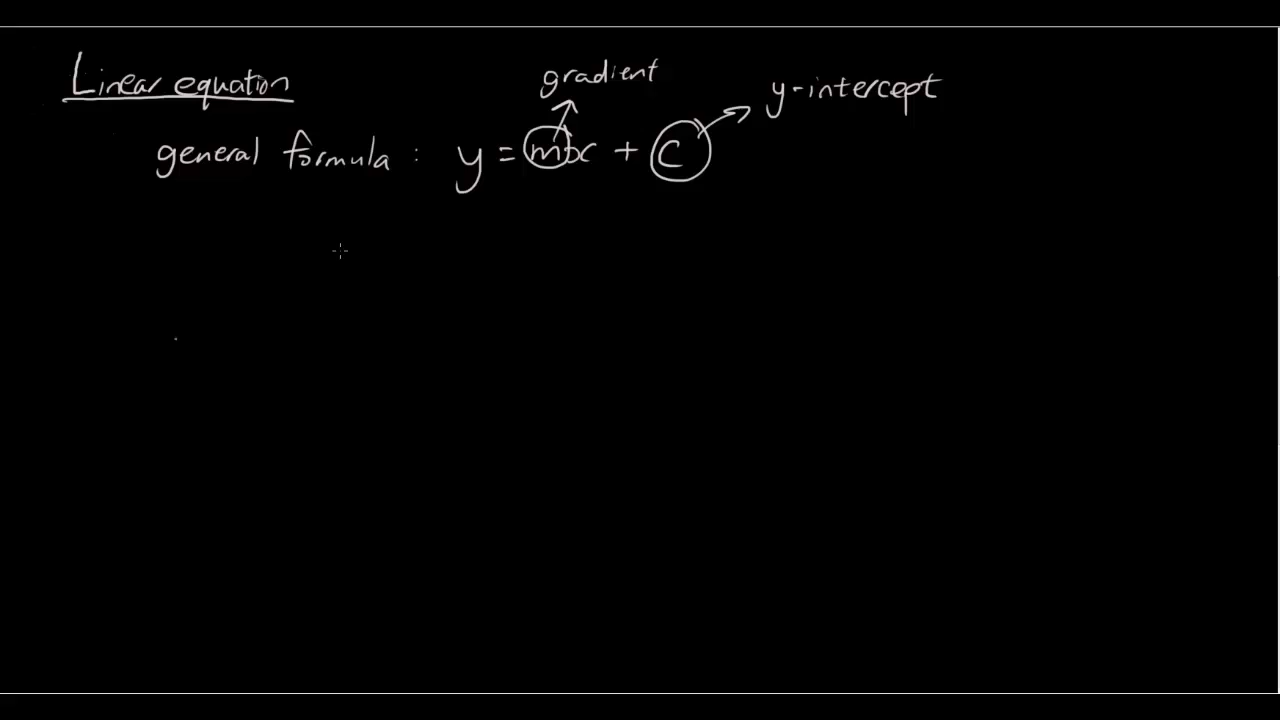 Linear equation
gradient
y-intercept
general formula : y = mx + c